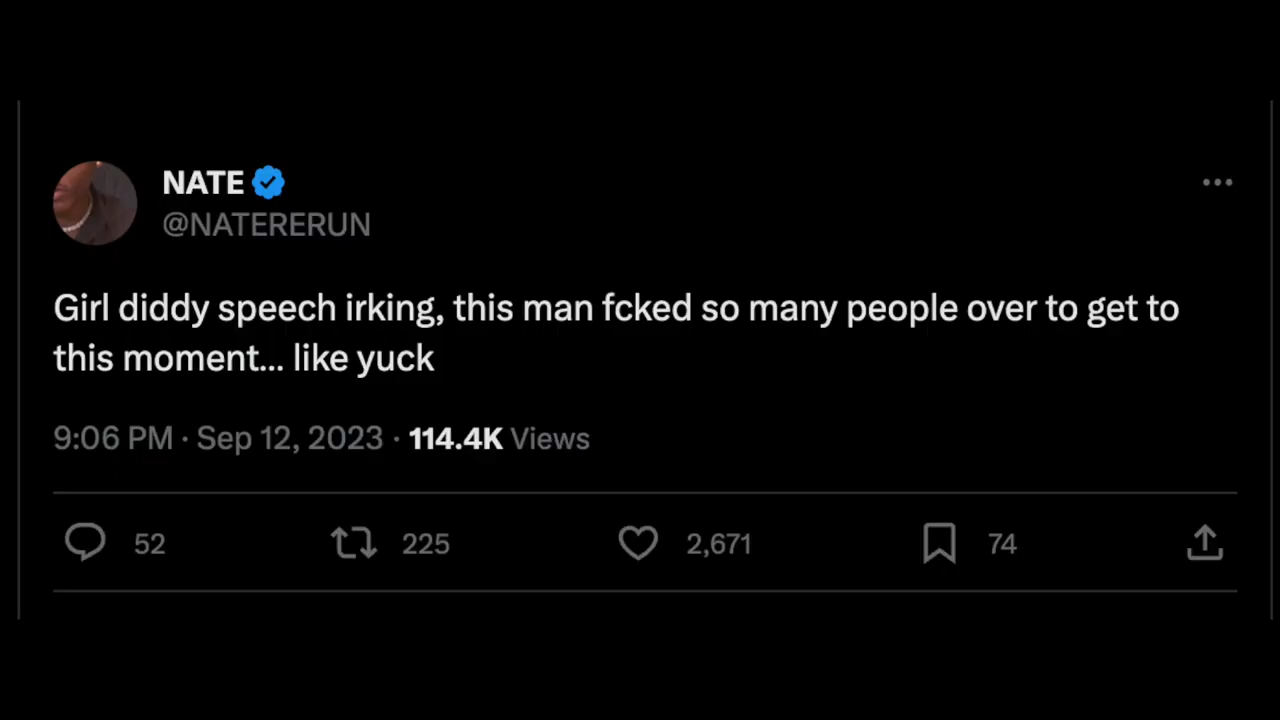 NATE
@NATERERUN
Girl diddy speech irking, this man fcked so many people over to get to
this moment... like yuck
9:06 PM · Sep 12, 2023 · 114.4K Views
52 225 2,671 74